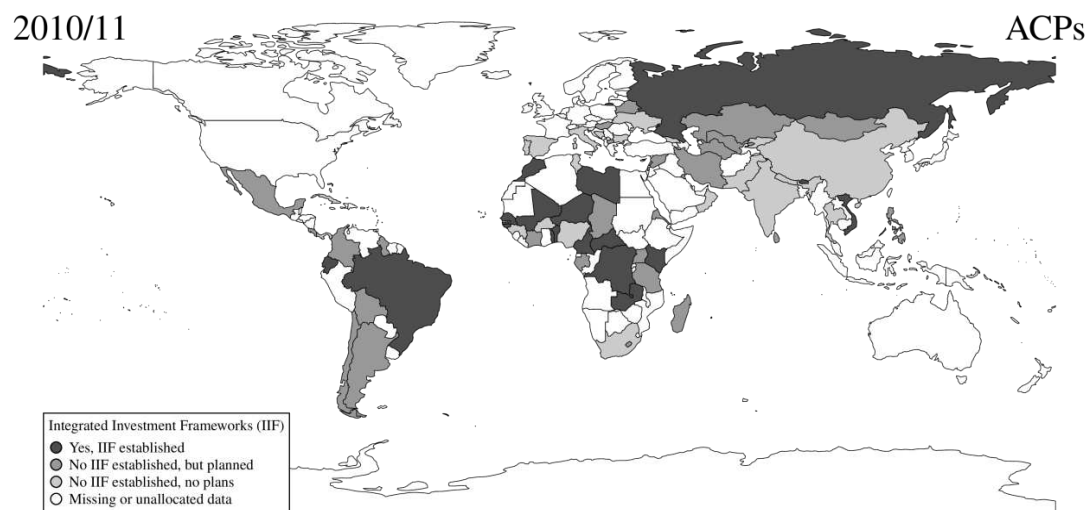 2010/11
ACPs
Integrated Investment Frameworks (IIF)
Yes, IIF established
No IIF established, but planned
No IIF established, no plans
Missing or unallocated data